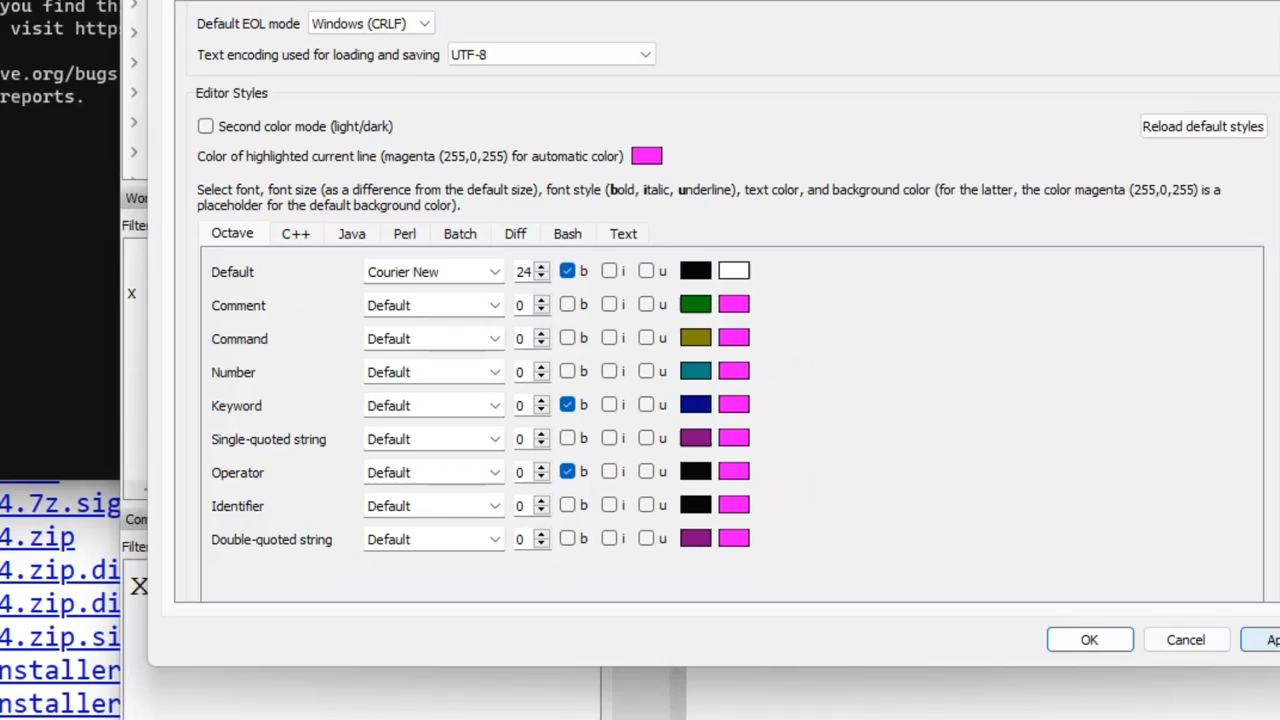 you find th
visit http
ve.org/bugs
reports.
Default EOL mode Windows (CRLF)
Text encoding used for loading and saving UTF-8
Editor Styles
Second color mode (light/dark)
Reload default styles
Color of highlighted current line (magenta (255,0,255) for automatic color)
Select font, font size (as a difference from the default size), font style (bold, italic, underline), text color, and background color (for the latter, the color magenta (255,0,255) is a
placeholder for the default background color).
Octave C++ Java Perl Batch Diff Bash Text
Default Courier New 24 b i u
Comment Default 0 b i u
Command Default 0 b i u
Number Default 0 b i u
Keyword Default 0 b i u
Single-quoted string Default 0 b i u
Operator Default 0 b i u
Identifier Default 0 b i u
Double-quoted string Default 0 b i u
OK Cancel Ap
Wor
Filter
X
Com
Filter
X
4.7z.sig
4.zip
4.zip.di
4.zip.di
4.zip.si
nstaller
nstaller